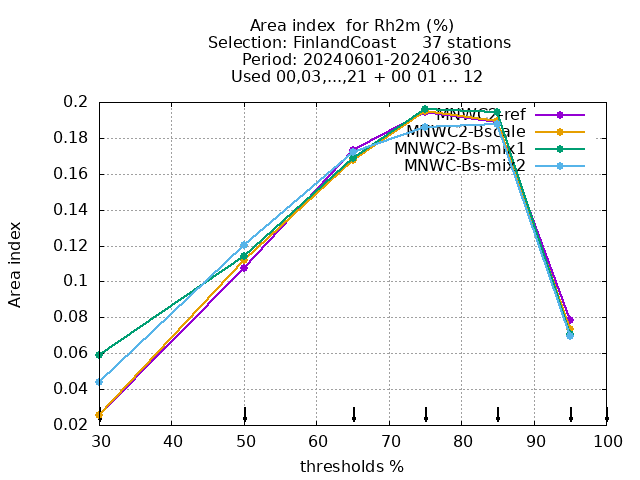 Area index  for Rh2m (%)
Selection: FinlandCoast     37 stations
Period: 20240601-20240630
Used 00,03,...,21 + 00 01 ... 12
MNWC2-ref
MNWC2-Bscale
MNWC2-Bs-mix1
MNWC-Bs-mix2
0.2
0.18
0.16
0.14
0.12
0.1
0.08
0.06
0.04
0.02
Area index
30 40 50 60 70 80 90 100
thresholds %